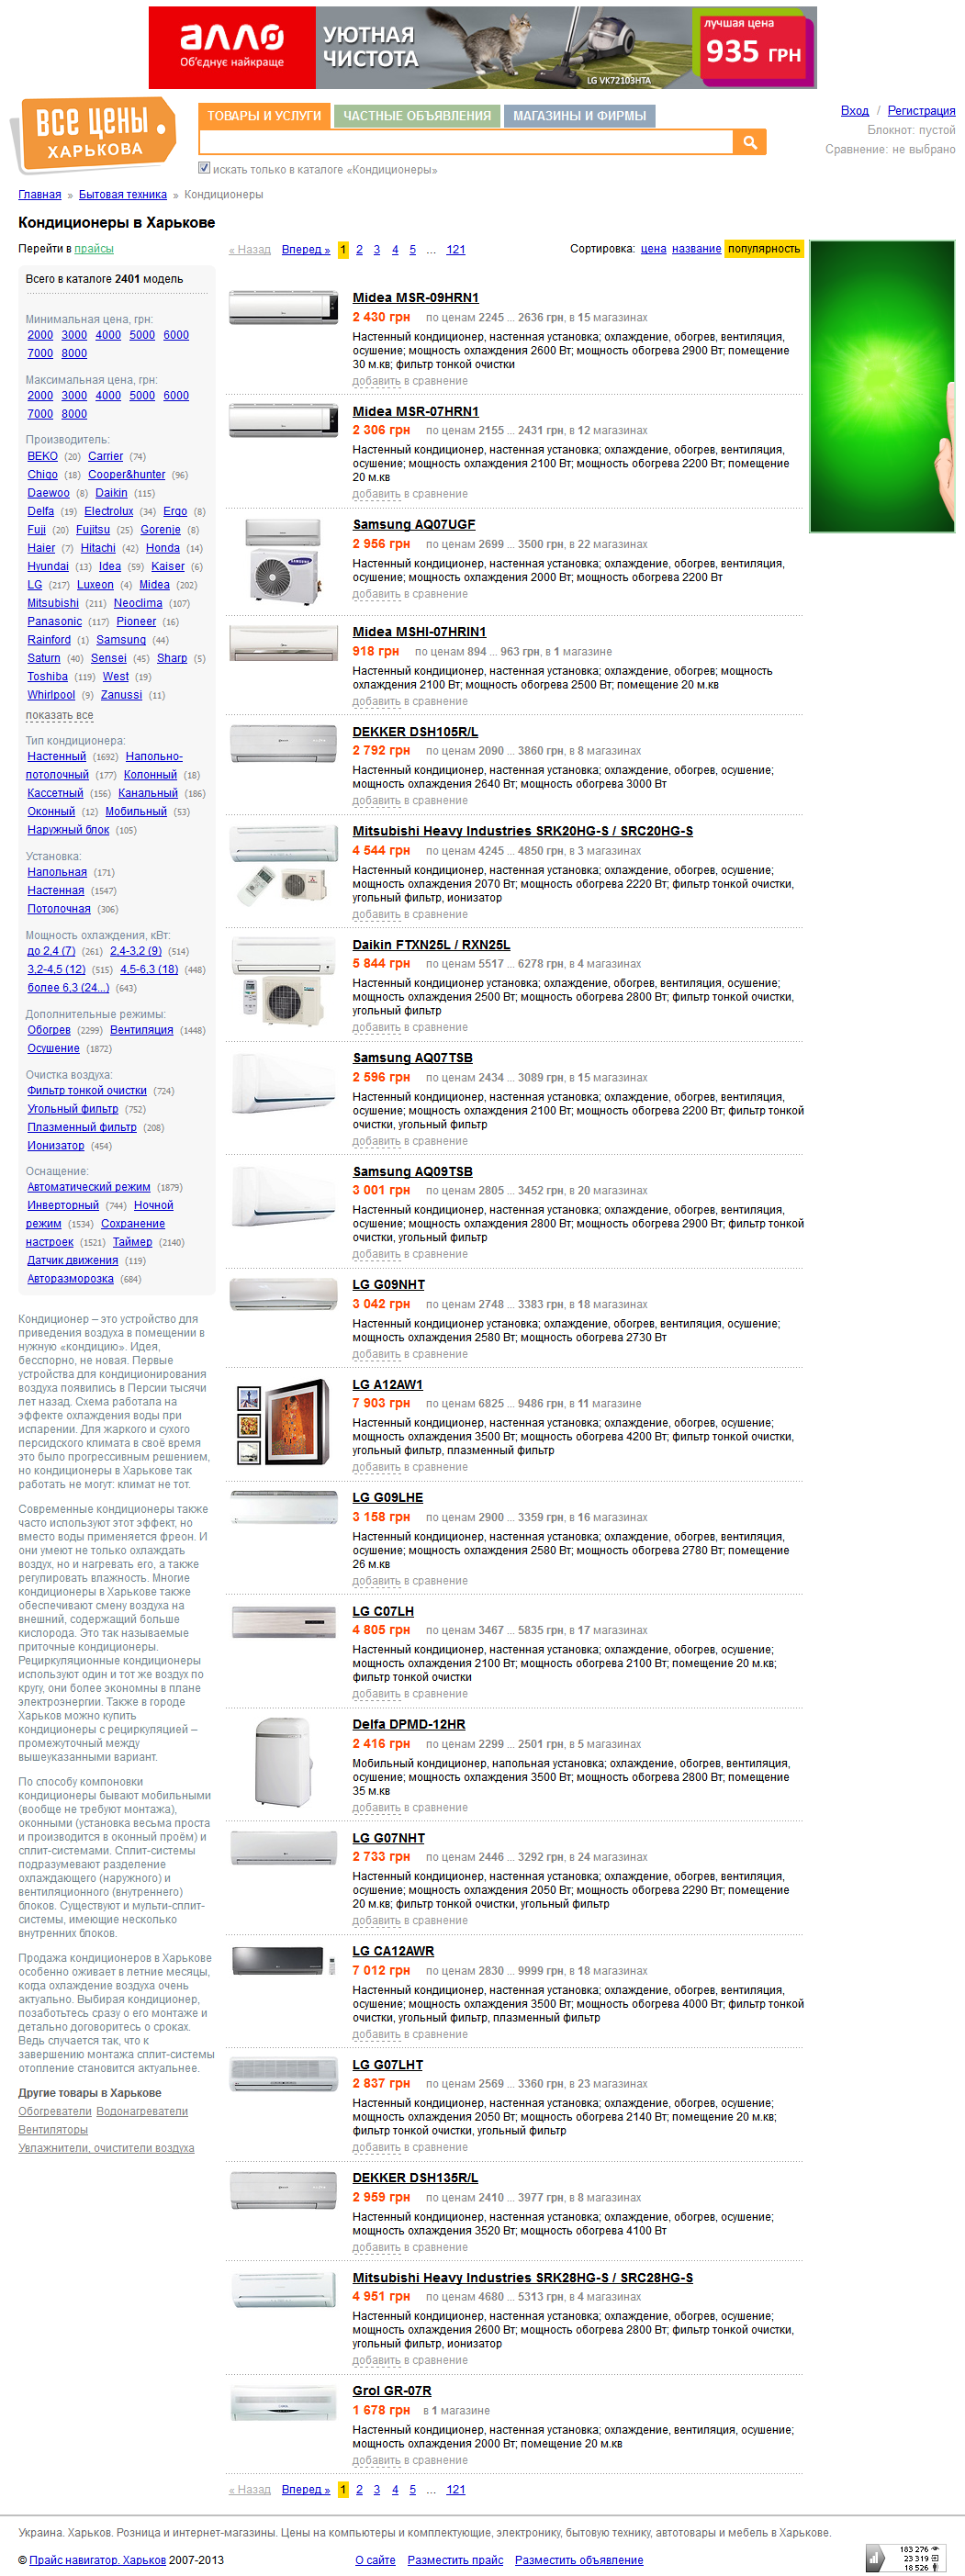 алло
Об'єднуй найкраще
УЮТНАЯ
ЧИСТОТА
LG VK72103HTA
лучшая цена
935 ГРН
ВСЕ ЦЕНЫ
ХАРЬКОВА
ТОВАРЫ И УСЛУГИ ЧАСТНЫЕ ОБЪЯВЛЕНИЯ МАГАЗИНЫ И ФИРМЫ
искать только в каталоге «Кондиционеры»
Вход / Регистрация
Блокнот: пустой
Сравнение: не выбрано
Главная » Бытовая техника » Кондиционеры
Кондиционеры в Харькове
Перейти в прайсы
Всего в каталоге 2401 модель
Минимальная цена, грн:
2000 3000 4000 5000 6000
7000 8000
Максимальная цена, грн:
2000 3000 4000 5000 6000
7000 8000
Производитель:
BEKO (20) Carrier (74)
Chigo (18) Cooper&hunter (96)
Daewoo (8) Daikin (115)
Delfa (19) Electrolux (34) Ergo (8)
Fuji (20) Fujitsu (25) Gorenje (8)
Haier (7) Hitachi (42) Honda (14)
Hyundai (13) Idea (59) Kaiser (6)
LG (217) Luxeon (4) Midea (202)
Mitsubishi (211) Neoclima (107)
Panasonic (117) Pioneer (16)
Rainford (1) Samsung (44)
Saturn (40) Sensei (45) Sharp (5)
Toshiba (119) West (19)
Whirlpool (9) Zanussi (11)
показать все
Тип кондиционера:
Настенный (1692) Напольно-
потолочный (177) Колонный (18)
Кассетный (156) Канальный (186)
Оконный (12) Мобильный (53)
Наружный блок (105)
Установка:
Напольная (171)
Настенная (1547)
Потолочная (306)
Мощность охлаждения, кВт:
до 2,4 (7) (261) 2,4-3,2 (9) (514)
3,2-4,5 (12) (515) 4,5-6,3 (18) (448)
более 6,3 (24...) (643)
Дополнительные режимы:
Обогрев (2299) Вентиляция (1448)
Осушение (1872)
Очистка воздуха:
Фильтр тонкой очистки (724)
Угольный фильтр (752)
Плазменный фильтр (208)
Ионизатор (454)
Оснащение:
Автоматический режим (1879)
Инверторный (744) Ночной
режим (1534) Сохранение
настроек (1521) Таймер (2140)
Датчик движения (119)
Авторазморозка (684)
Кондиционер – это устройство для
приведения воздуха в помещении в
нужную «кондицию». Идея,
бесспорно, не новая. Первые
устройства для кондиционирования
воздуха появились в Персии тысячи
лет назад. Схема работала на
эффекте охлаждения воды при
испарении. Для жаркого и сухого
персидского климата в своё время
это было прогрессивным решением,
но кондиционеры в Харькове так
работать не могут: климат не тот.
Современные кондиционеры также
часто используют этот эффект, но
вместо воды применяется фреон. И
они умеют не только охлаждать
воздух, но и нагревать его, а также
регулировать влажность. Многие
кондиционеры в Харькове также
обеспечивают смену воздуха на
внешний, содержащий больше
кислорода. Это так называемые
приточные кондиционеры.
Рециркуляционные кондиционеры
используют один и тот же воздух по
кругу, они более экономны в плане
электроэнергии. Также в городе
Харьков можно купить
кондиционеры с рециркуляцией –
промежуточный между
вышеуказанными вариант.
По способу компоновки
кондиционеры бывают мобильными
(вообще не требуют монтажа),
оконными (установка весьма проста
и производится в оконный проём) и
сплит-системами. Сплит-системы
подразумевают разделение
охлаждающего (наружного) и
вентиляционного (внутреннего)
блоков. Существуют и мульти-сплит-
системы, имеющие несколько
внутренних блоков.
Продажа кондиционеров в Харькове
особенно оживает в летние месяцы,
когда охлаждение воздуха очень
актуально. Выбирая кондиционер,
позаботьтесь сразу о его монтаже и
детально договоритесь о сроках.
Ведь случается так, что к
завершению монтажа сплит-системы
отопление становится актуальнее.
Другие товары в Харькове
Обогреватели Водонагреватели
Вентиляторы
Увлажнители, очистители воздуха
« Назад Вперед » 1 2 3 4 5 ... 121
Сортировка: цена название популярность
Midea MSR-09HRN1
2 430 грн по ценам 2245 ... 2636 грн, в 15 магазинах
Настенный кондиционер, настенная установка; охлаждение, обогрев, вентиляция,
осушение; мощность охлаждения 2600 Вт; мощность обогрева 2900 Вт; помещение
30 м.кв; фильтр тонкой очистки
добавить в сравнение
Midea MSR-07HRN1
2 306 грн по ценам 2155 ... 2431 грн, в 12 магазинах
Настенный кондиционер, настенная установка; охлаждение, обогрев, вентиляция,
осушение; мощность охлаждения 2100 Вт; мощность обогрева 2200 Вт; помещение
20 м.кв
добавить в сравнение
Samsung AQ07UGF
2 956 грн по ценам 2699 ... 3500 грн, в 22 магазинах
Настенный кондиционер, настенная установка; охлаждение, обогрев, вентиляция,
осушение; мощность охлаждения 2000 Вт; мощность обогрева 2200 Вт
добавить в сравнение
Midea MSHI-07HRIN1
918 грн по ценам 894 ... 963 грн, в 1 магазине
Настенный кондиционер, настенная установка; охлаждение, обогрев; мощность
охлаждения 2100 Вт; мощность обогрева 2500 Вт; помещение 20 м.кв
добавить в сравнение
DEKKER DSH105R/L
2 792 грн по ценам 2090 ... 3860 грн, в 8 магазинах
Настенный кондиционер, настенная установка; охлаждение, обогрев, осушение;
мощность охлаждения 2640 Вт; мощность обогрева 3000 Вт
добавить в сравнение
Mitsubishi Heavy Industries SRK20HG-S / SRC20HG-S
4 544 грн по ценам 4245 ... 4850 грн, в 3 магазинах
Настенный кондиционер, настенная установка; охлаждение, обогрев, осушение;
мощность охлаждения 2070 Вт; мощность обогрева 2220 Вт; фильтр тонкой очистки,
угольный фильтр, ионизатор
добавить в сравнение
Daikin FTXN25L / RXN25L
5 844 грн по ценам 5517 ... 6278 грн, в 4 магазинах
Настенный кондиционер установка; охлаждение, обогрев, вентиляция, осушение;
мощность охлаждения 2500 Вт; мощность обогрева 2800 Вт; фильтр тонкой очистки,
угольный фильтр
добавить в сравнение
Samsung AQ07TSB
2 596 грн по ценам 2434 ... 3089 грн, в 15 магазинах
Настенный кондиционер, настенная установка; охлаждение, обогрев, вентиляция,
осушение; мощность охлаждения 2100 Вт; мощность обогрева 2200 Вт; фильтр тонкой
очистки, угольный фильтр
добавить в сравнение
Samsung AQ09TSB
3 001 грн по ценам 2805 ... 3452 грн, в 20 магазинах
Настенный кондиционер, настенная установка; охлаждение, обогрев, вентиляция,
осушение; мощность охлаждения 2800 Вт; мощность обогрева 2900 Вт; фильтр тонкой
очистки, угольный фильтр
добавить в сравнение
LG G09NHT
3 042 грн по ценам 2748 ... 3383 грн, в 18 магазинах
Настенный кондиционер установка; охлаждение, обогрев, вентиляция, осушение;
мощность охлаждения 2580 Вт; мощность обогрева 2730 Вт
добавить в сравнение
LG A12AW1
7 903 грн по ценам 6825 ... 9486 грн, в 11 магазине
Настенный кондиционер, настенная установка; охлаждение, обогрев, осушение;
мощность охлаждения 3500 Вт; мощность обогрева 4200 Вт; фильтр тонкой очистки,
угольный фильтр, плазменный фильтр
добавить в сравнение
LG G09LHE
3 158 грн по ценам 2900 ... 3359 грн, в 16 магазинах
Настенный кондиционер, настенная установка; охлаждение, обогрев, вентиляция,
осушение; мощность охлаждения 2580 Вт; мощность обогрева 2780 Вт; помещение
26 м.кв
добавить в сравнение
LG C07LH
4 805 грн по ценам 3467 ... 5835 грн, в 17 магазинах
Настенный кондиционер, настенная установка; охлаждение, обогрев, осушение;
мощность охлаждения 2100 Вт; мощность обогрева 2100 Вт; помещение 20 м.кв;
фильтр тонкой очистки
добавить в сравнение
Delfa DPMD-12HR
2 416 грн по ценам 2299 ... 2501 грн, в 5 магазинах
Мобильный кондиционер, напольная установка; охлаждение, обогрев, вентиляция,
осушение; мощность охлаждения 3500 Вт; мощность обогрева 2800 Вт; помещение
35 м.кв
добавить в сравнение
LG G07NHT
2 733 грн по ценам 2446 ... 3292 грн, в 24 магазинах
Настенный кондиционер, настенная установка; охлаждение, обогрев, вентиляция,
осушение; мощность охлаждения 2050 Вт; мощность обогрева 2290 Вт; помещение
20 м.кв; фильтр тонкой очистки, угольный фильтр
добавить в сравнение
LG CA12AWR
7 012 грн по ценам 2830 ... 9999 грн, в 18 магазинах
Настенный кондиционер, настенная установка; охлаждение, обогрев, вентиляция,
осушение; мощность охлаждения 3500 Вт; мощность обогрева 4000 Вт; фильтр тонкой
очистки, угольный фильтр, плазменный фильтр
добавить в сравнение
LG G07LHT
2 837 грн по ценам 2569 ... 3360 грн, в 23 магазинах
Настенный кондиционер, настенная установка; охлаждение, обогрев, осушение;
мощность охлаждения 2050 Вт; мощность обогрева 2140 Вт; помещение 20 м.кв;
фильтр тонкой очистки, угольный фильтр
добавить в сравнение
DEKKER DSH135R/L
2 959 грн по ценам 2410 ... 3977 грн, в 8 магазинах
Настенный кондиционер, настенная установка; охлаждение, обогрев, осушение;
мощность охлаждения 3520 Вт; мощность обогрева 4100 Вт
добавить в сравнение
Mitsubishi Heavy Industries SRK28HG-S / SRC28HG-S
4 951 грн по ценам 4680 ... 5313 грн, в 4 магазинах
Настенный кондиционер, настенная установка; охлаждение, обогрев, осушение;
мощность охлаждения 2600 Вт; мощность обогрева 2800 Вт; фильтр тонкой очистки,
угольный фильтр, ионизатор
добавить в сравнение
Grol GR-07R
1 678 грн в 1 магазине
Настенный кондиционер, настенная установка; охлаждение, вентиляция, осушение;
мощность охлаждения 2000 Вт; помещение 20 м.кв
добавить в сравнение
« Назад Вперед » 1 2 3 4 5 ... 121
Украина. Харьков. Розница и интернет-магазины. Цены на компьютеры и комплектующие, электронику, бытовую технику, автотовары и мебель в Харькове.
© Прайс навигатор. Харьков 2007-2013 О сайте Разместить прайс Разместить объявление
183 276
23 319
18 526